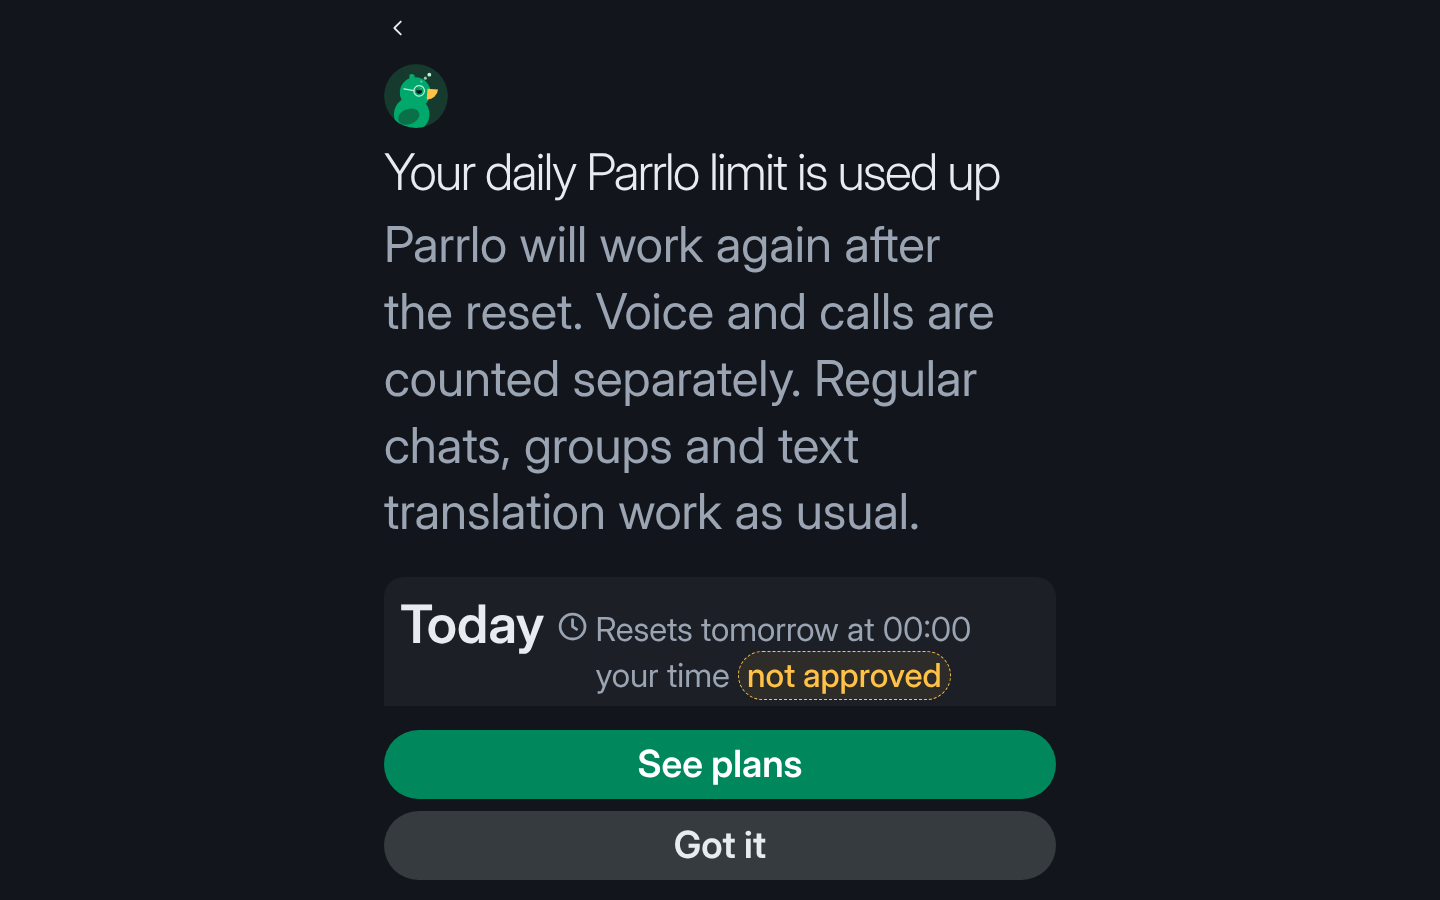 Your daily Parrlo limit is used up
Parrlo will work again after
the reset. Voice and calls are
counted separately. Regular
chats, groups and text
translation work as usual.
Today Resets tomorrow at 00:00
your time not approved
See plans
Got it